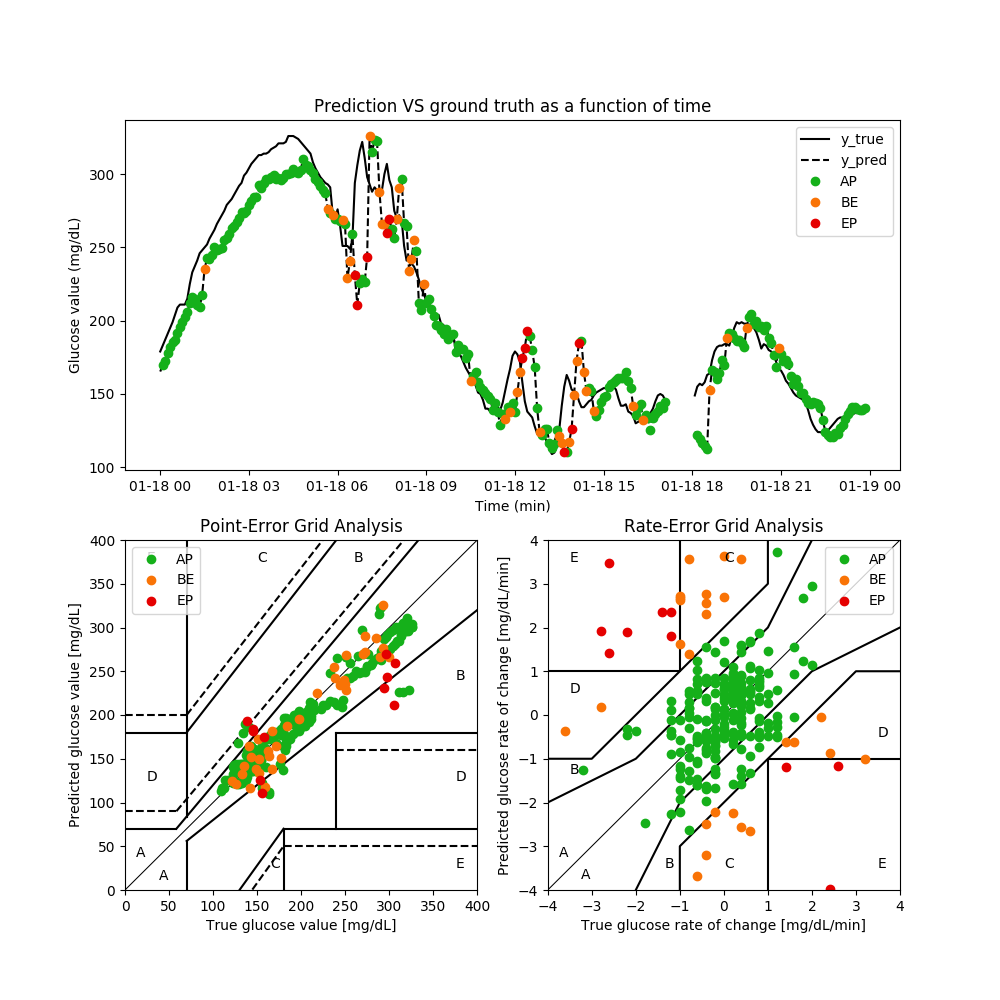 Prediction VS ground truth as a function of time
Glucose value (mg/dL)
300
250
200
150
100
y_true
y_pred
AP
BE
EP
01-18 00 01-18 03 01-18 06 01-18 09 01-18 12 01-18 15 01-18 18 01-18 21 01-19 00
Time (min)
Point-Error Grid Analysis
Predicted glucose value [mg/dL]
400
350
300
250
200
150
100
50
0
AP
BE
EP
C
B
B
D
D
A
A
C
E
0 50 100 150 200 250 300 350 400
True glucose value [mg/dL]
Rate-Error Grid Analysis
Predicted glucose rate of change [mg/dL/min]
4
3
2
1
0
−1
−2
−3
−4
E
C
AP
BE
EP
D
D
B
A
A
B
C
E
−4 −3 −2 −1 0 1 2 3 4
True glucose rate of change [mg/dL/min]